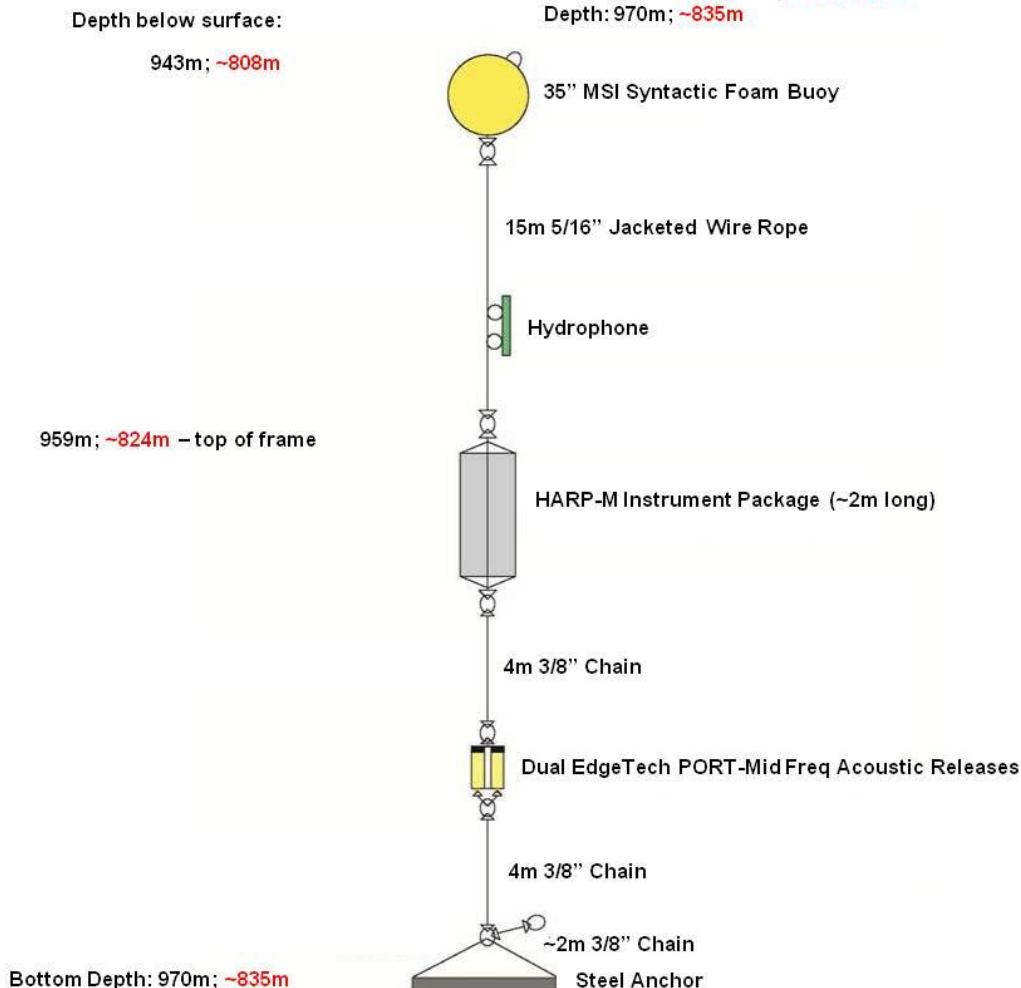 Depth below surface:
Depth: 970m; ~835m
943m; ~808m
35” MSI Syntactic Foam Buoy
15m 5/16” Jacketed Wire Rope
Hydrophone
959m; ~824m – top of frame
HARP-M Instrument Package (~2m long)
4m 3/8” Chain
Dual EdgeTech PORT-Mid Freq Acoustic Releases
4m 3/8” Chain
~2m 3/8” Chain
Bottom Depth: 970m; ~835m
Steel Anchor